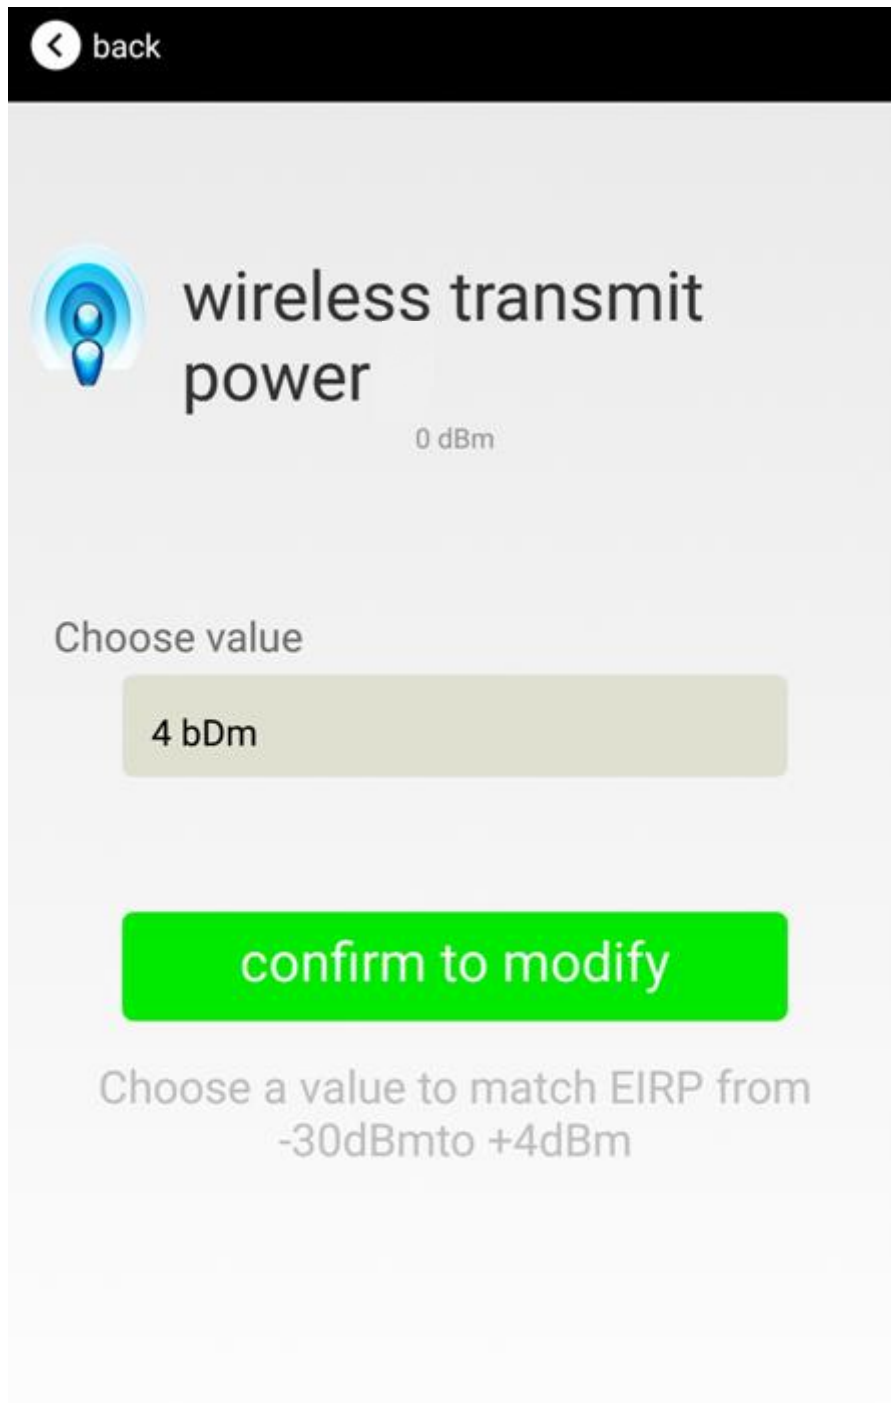 back
wireless transmit
power
0 dBm
Choose value
4 bDm
confirm to modify
Choose a value to match EIRP from
-30dBmto +4dBm